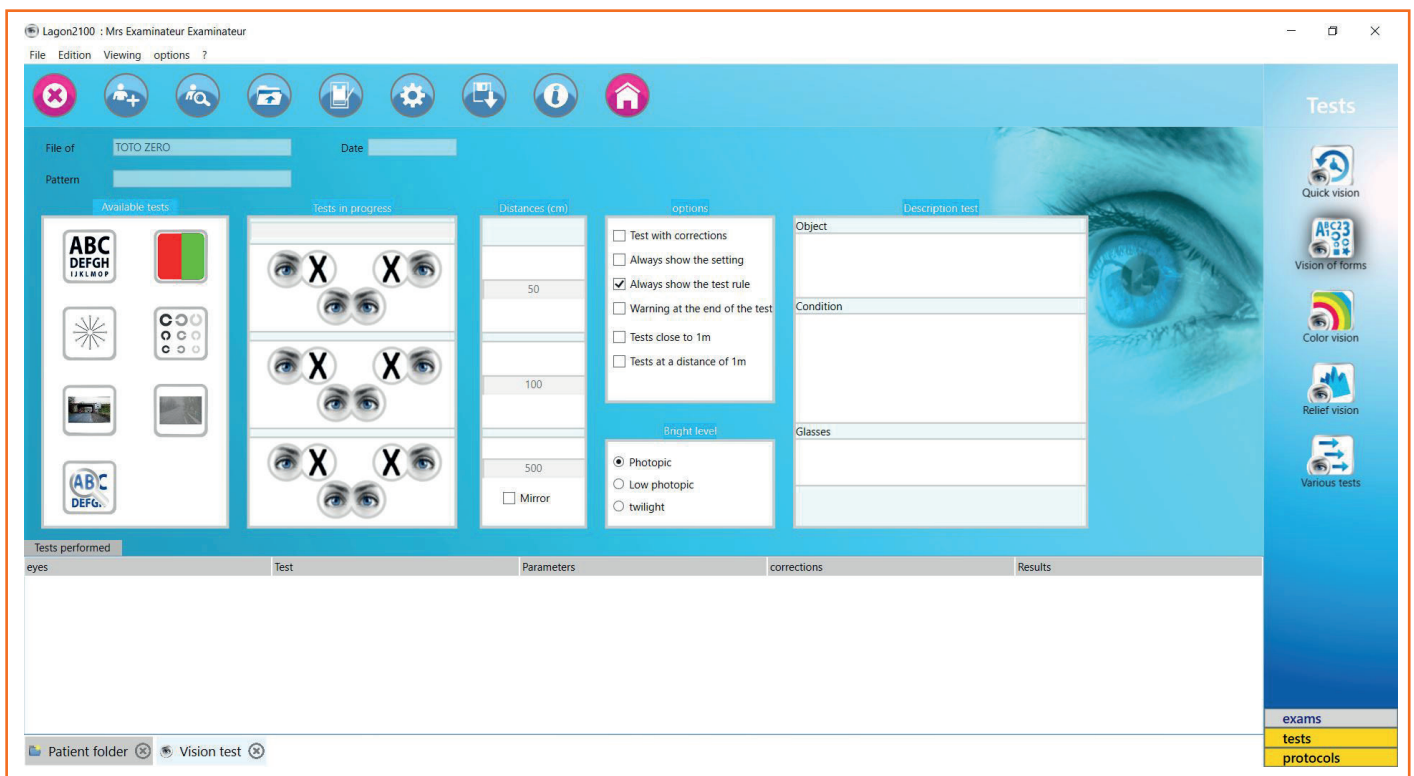 Lagon2100 : Mrs Examinateur Examinateur
File Edition Viewing options ?
Tests
File of TOTO ZERO Date
Pattern
Available tests Tests in progress Distances (cm) options Description test
ABC
DEFGH
IJKLMOP
X X
50
X X
100
X X
500
Mirror
ABC
DEFG
Test with corrections
Always show the setting
Always show the test rule
Warning at the end of the test
Tests close to 1m
Tests at a distance of 1m
Bright level
Photopic
Low photopic
twilight
Object
Condition
Glasses
Quick vision
ABC23
Vision of forms
Color vision
Relief vision
Various tests
Tests performed
eyes Test Parameters corrections Results
exams
tests
protocols
Patient folder Vision test